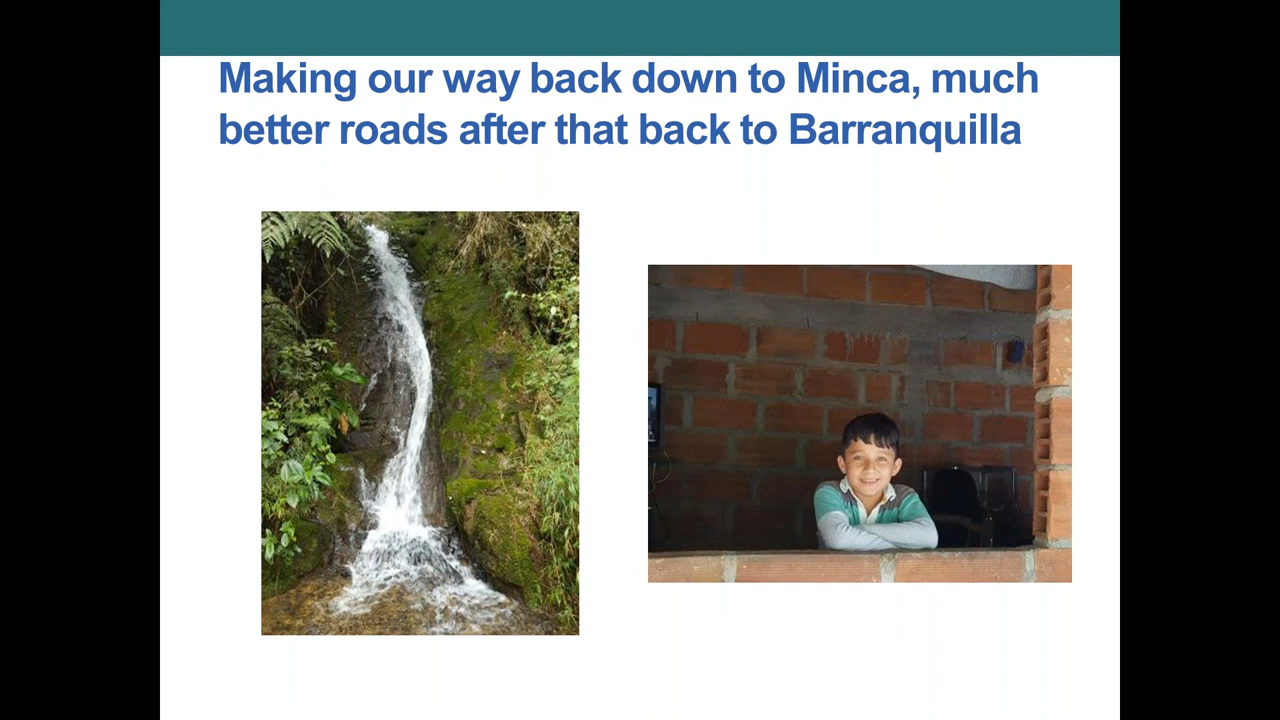 Making our way back down to Minca, much
better roads after that back to Barranquilla